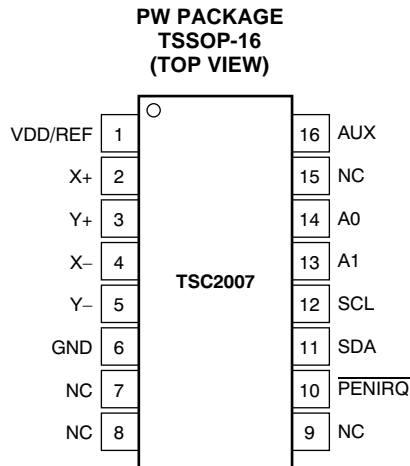 PW PACKAGE
TSSOP-16
(TOP VIEW)
VDD/REF 1 16 AUX
X+ 2 15 NC
Y+ 3 14 A0
X− 4 13 A1
TSC2007
Y− 5 12 SCL
GND 6 11 SDA
NC 7 10 PENIRQ
NC 8 9 NC